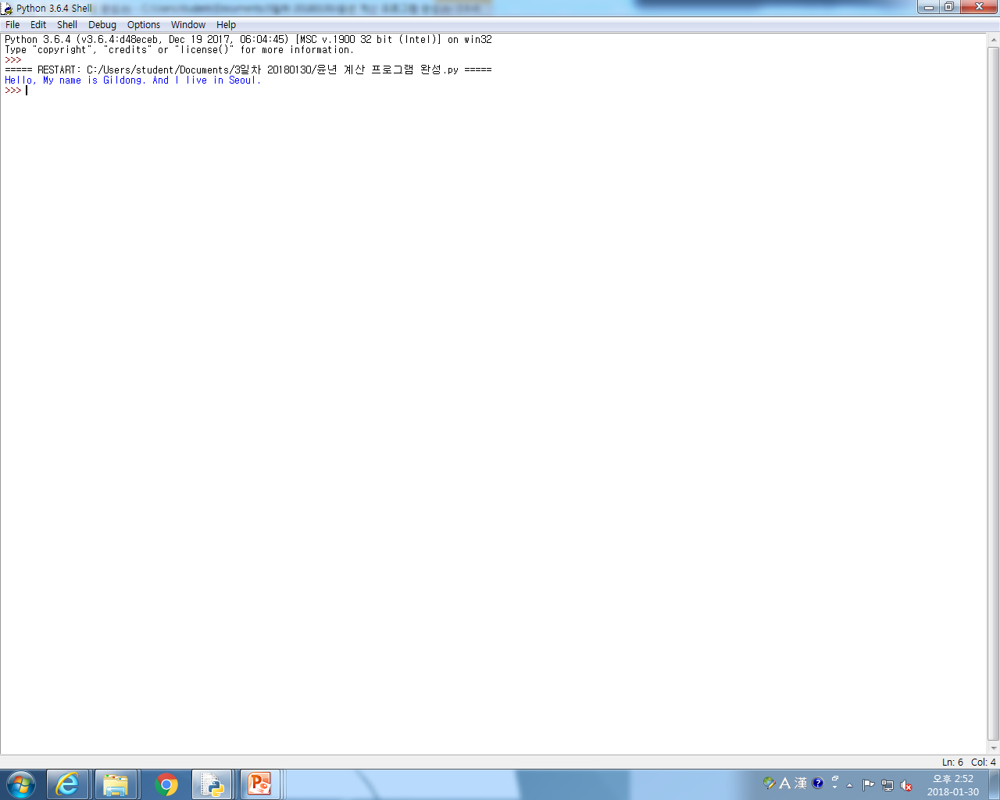 Python 3.6.4 Shell
File Edit Shell Debug Options Window Help
Python 3.6.4 (v3.6.4:d48eceb, Dec 19 2017, 06:04:45) [MSC v.1900 32 bit (Intel)] on win32
Type "copyright", "credits" or "license()" for more information.
>>>
===== RESTART: C:/Users/student/Documents/3일차 20180130/윤년 계산 프로그램 완성.py =====
Hello, My name is Gildong. And I live in Seoul.
>>>
Ln: 6 Col: 4
A 漢
오후 2:52
2018-01-30